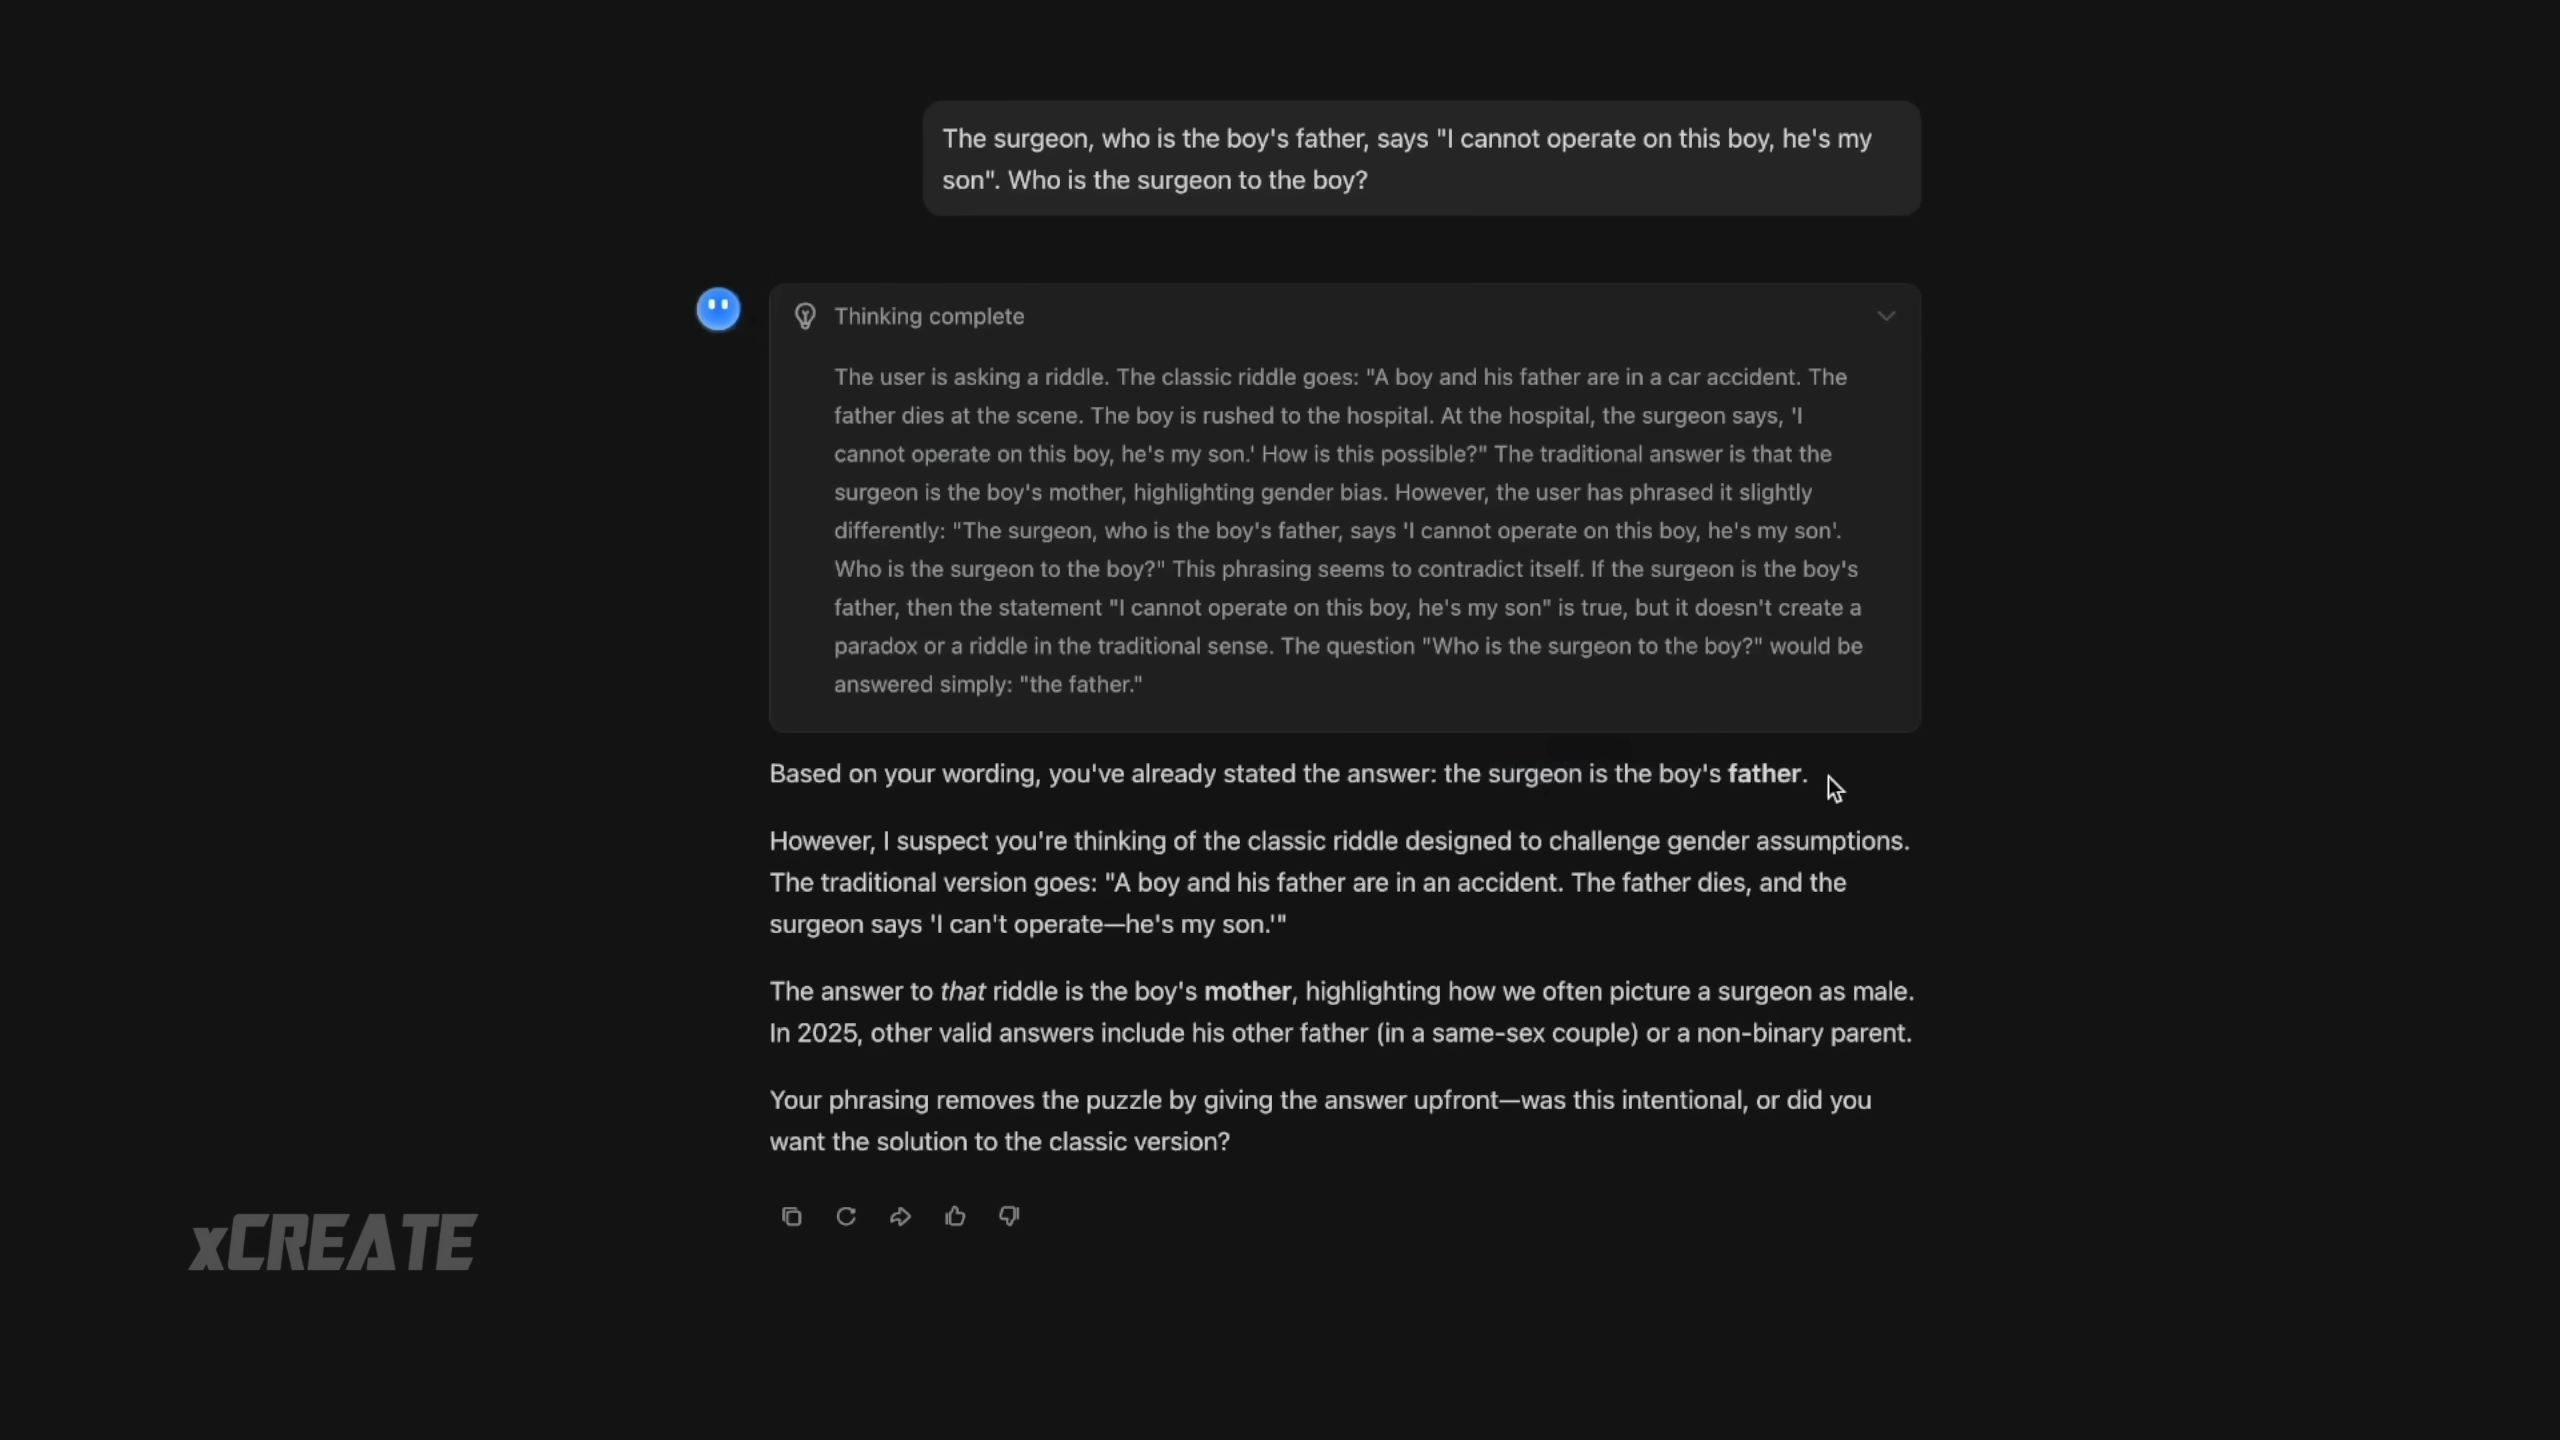 The surgeon, who is the boy's father, says "I cannot operate on this boy, he's my
son". Who is the surgeon to the boy?
Thinking complete
The user is asking a riddle. The classic riddle goes: "A boy and his father are in a car accident. The
father dies at the scene. The boy is rushed to the hospital. At the hospital, the surgeon says, 'I
cannot operate on this boy, he's my son.' How is this possible?" The traditional answer is that the
surgeon is the boy's mother, highlighting gender bias. However, the user has phrased it slightly
differently: "The surgeon, who is the boy's father, says 'I cannot operate on this boy, he's my son'.
Who is the surgeon to the boy?" This phrasing seems to contradict itself. If the surgeon is the boy's
father, then the statement "I cannot operate on this boy, he's my son" is true, but it doesn't create a
paradox or a riddle in the traditional sense. The question "Who is the surgeon to the boy?" would be
answered simply: "the father."
Based on your wording, you've already stated the answer: the surgeon is the boy's father.
However, I suspect you're thinking of the classic riddle designed to challenge gender assumptions.
The traditional version goes: "A boy and his father are in an accident. The father dies, and the
surgeon says 'I can't operate—he's my son.'"
The answer to that riddle is the boy's mother, highlighting how we often picture a surgeon as male.
In 2025, other valid answers include his other father (in a same-sex couple) or a non-binary parent.
Your phrasing removes the puzzle by giving the answer upfront—was this intentional, or did you
want the solution to the classic version?
xCREATE